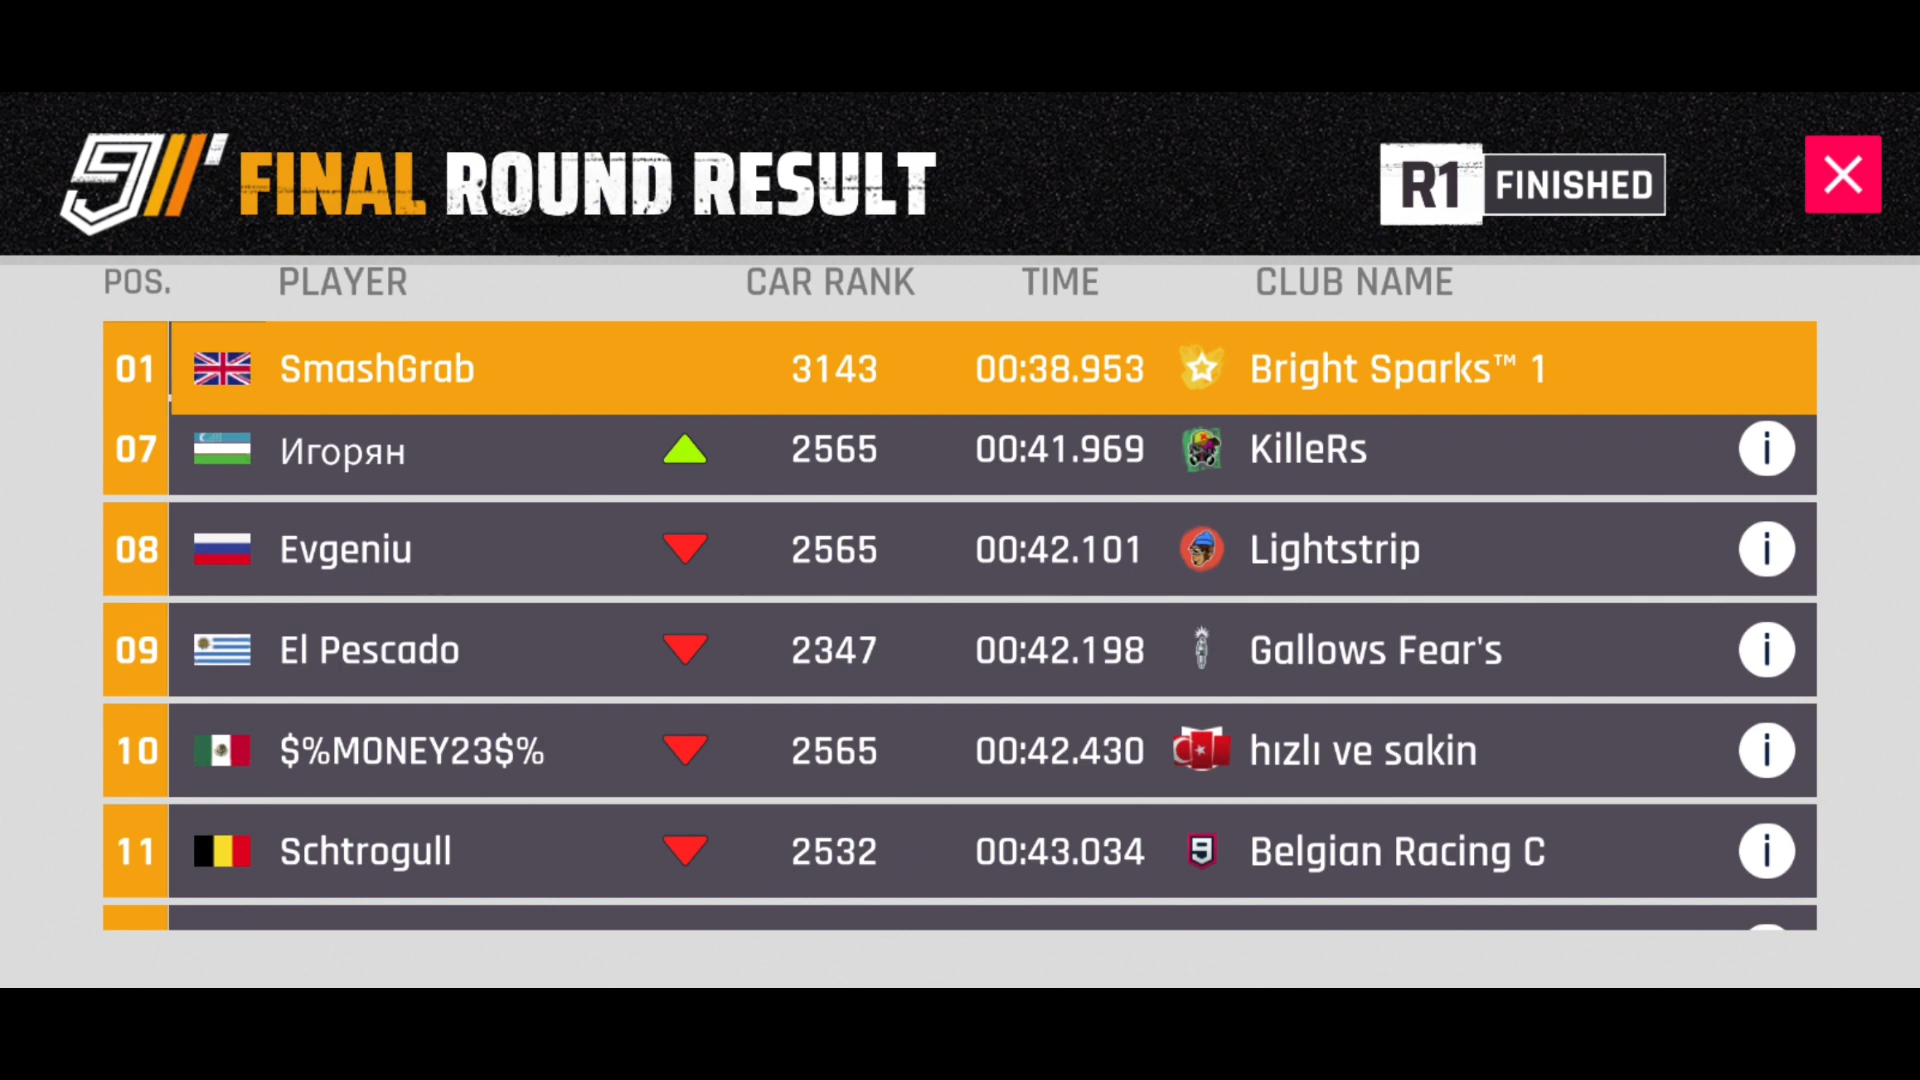 9 FINAL ROUND RESULT R1 FINISHED
POS. PLAYER CAR RANK TIME CLUB NAME
01 SmashGrab 3143 00:38.953 Bright Sparks™ 1
07 Игорян 2565 00:41.969 KilleRs i
08 Evgeniu 2565 00:42.101 Lightstrip i
09 El Pescado 2347 00:42.198 Gallows Fear's i
10 $%MONEY23$% 2565 00:42.430 hızlı ve sakin i
11 Schtrogull 2532 00:43.034 9 Belgian Racing C i